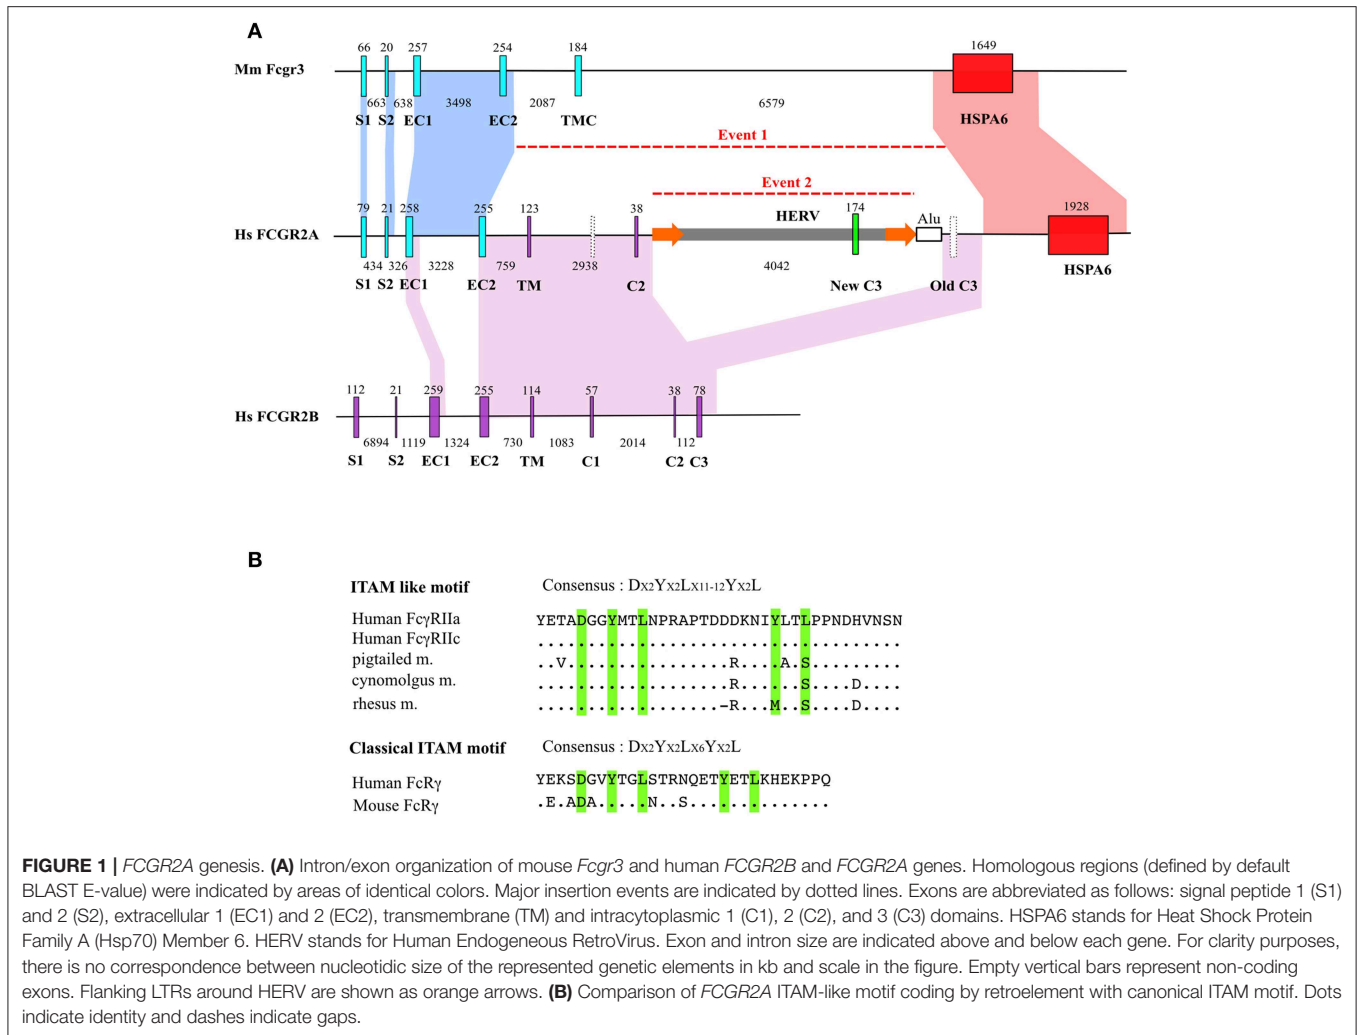 A
66 20 257 254 184 1649
Mm Fcgr3
663 638 3498 2087 6579
S1 S2 EC1 EC2 TMC HSPA6
Event 1
Event 2
79 21 258 255 123 38 HERV 174 Alu 1928
Hs FCGR2A
434 326 3228 759 2938 4042
S1 S2 EC1 EC2 TM C2 New C3 Old C3 HSPA6
112 21 259 255 114 57 38 78
Hs FCGR2B
6894 1119 1324 730 1083 2014 112
S1 S2 EC1 EC2 TM C1 C2 C3
B
ITAM like motif Consensus : DX2YX2LX11-12YX2L
Human FcγRIIa YETADGGYMTLNPRAPTDDDKNIYLTLPPNDHVNSN
Human FcγRIIc ....................................
pigtailed m. ..V................R....A.S.........
cynomolgus m. ...................R......S....D....
rhesus m. ..................-R...M..S....D....
Classical ITAM motif Consensus : DX2YX2LX6YX2L
Human FcRγ YEKSDGVYTGLSTRNQETYETLKHEKPPQ
Mouse FcRγ .E.ADA.....N..S..............
FIGURE 1 | FCGR2A genesis. (A) Intron/exon organization of mouse Fcgr3 and human FCGR2B and FCGR2A genes. Homologous regions (defined by default
BLAST E-value) were indicated by areas of identical colors. Major insertion events are indicated by dotted lines. Exons are abbreviated as follows: signal peptide 1 (S1)
and 2 (S2), extracellular 1 (EC1) and 2 (EC2), transmembrane (TM) and intracytoplasmic 1 (C1), 2 (C2), and 3 (C3) domains. HSPA6 stands for Heat Shock Protein
Family A (Hsp70) Member 6. HERV stands for Human Endogeneous RetroVirus. Exon and intron size are indicated above and below each gene. For clarity purposes,
there is no correspondence between nucleotidic size of the represented genetic elements in kb and scale in the figure. Empty vertical bars represent non-coding
exons. Flanking LTRs around HERV are shown as orange arrows. (B) Comparison of FCGR2A ITAM-like motif coding by retroelement with canonical ITAM motif. Dots
indicate identity and dashes indicate gaps.